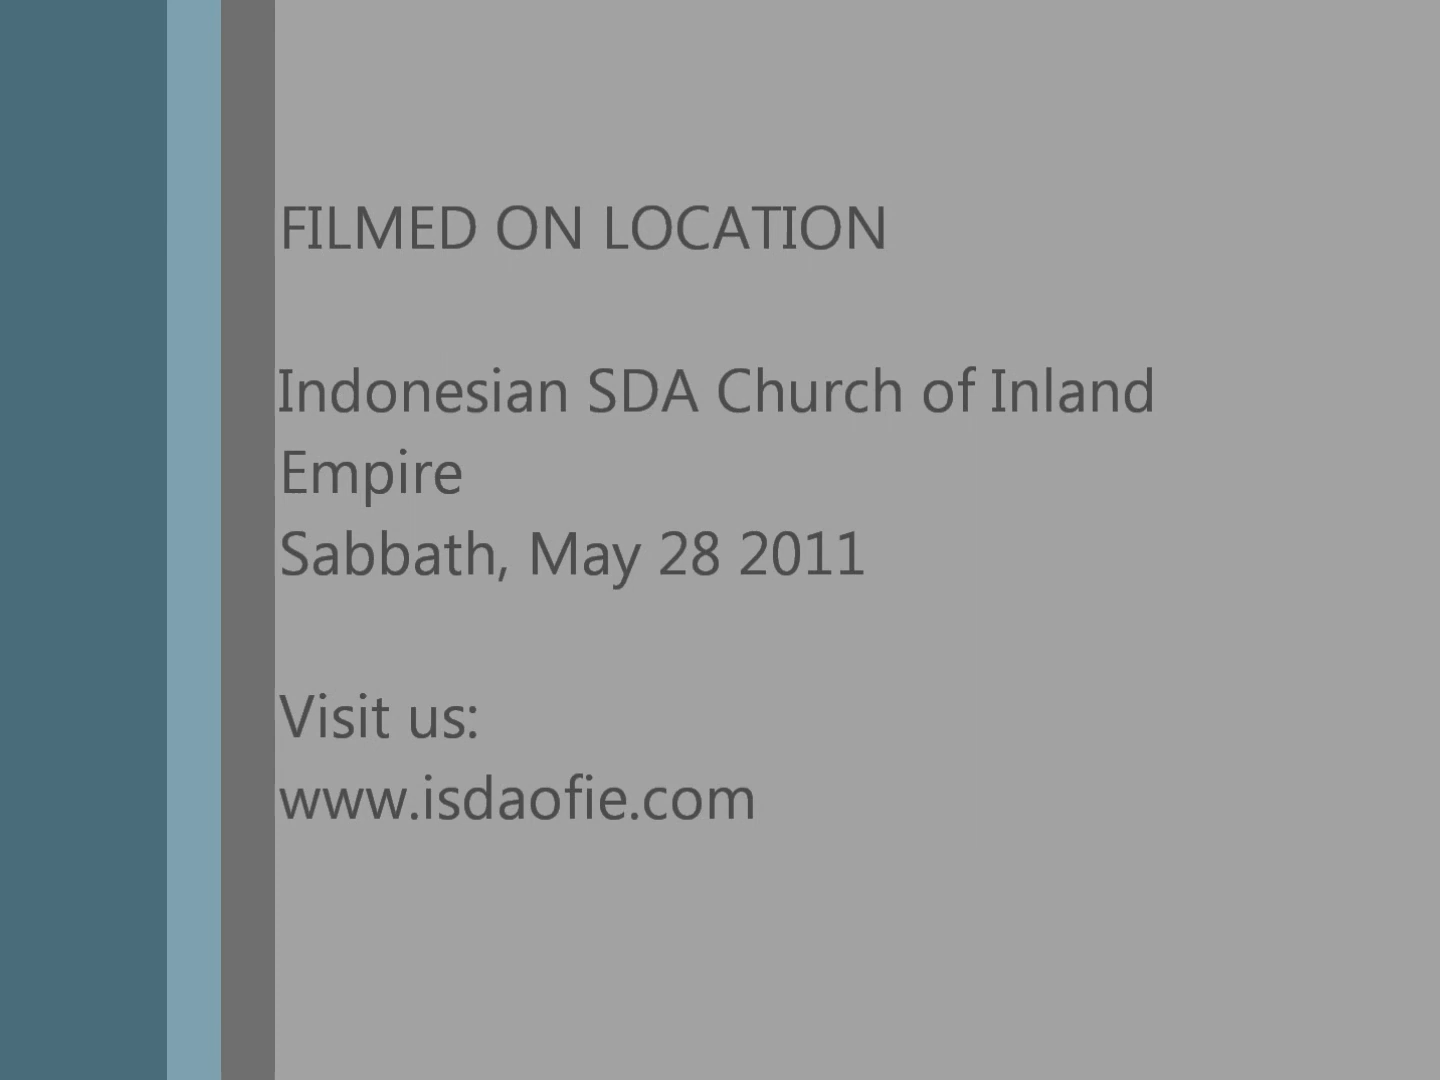 FILMED ON LOCATION
Indonesian SDA Church of Inland
Empire
Sabbath, May 28 2011
Visit us:
www.isdaofie.com